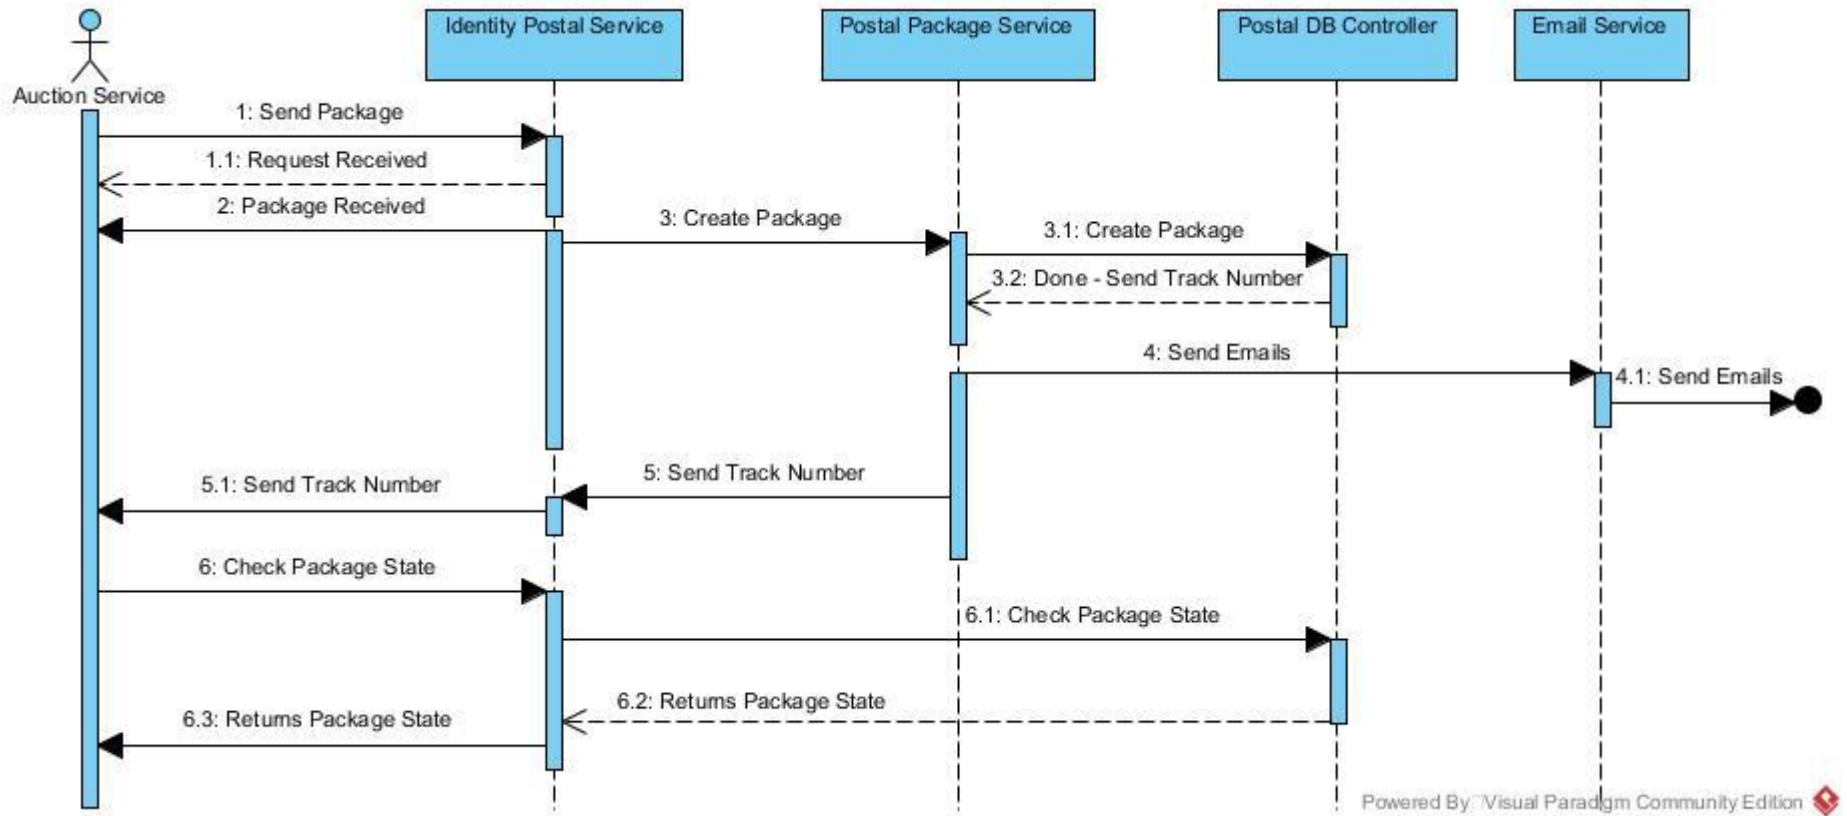 Identity Postal Service
Postal Package Service
Postal DB Controller
Email Service
Auction Service
1: Send Package
1.1: Request Received
2: Package Received
3: Create Package
3.1: Create Package
3.2: Done - Send Track Number
4: Send Emails
4.1: Send Emails
5: Send Track Number
5.1: Send Track Number
6: Check Package State
6.1: Check Package State
6.2: Returns Package State
6.3: Returns Package State
Powered By Visual Paradigm Community Edition